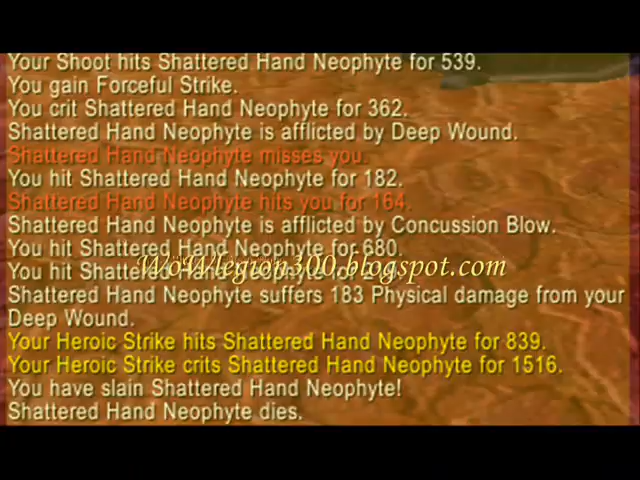 Your Shoot hits Shattered Hand Neophyte for 539.
You gain Forceful Strike.
You crit Shattered Hand Neophyte for 362.
Shattered Hand Neophyte is afflicted by Deep Wound.
Shattered Hand Neophyte misses you.
You hit Shattered Hand Neophyte for 182.
Shattered Hand Neophyte hits you for 164.
Shattered Hand Neophyte is afflicted by Concussion Blow.
You hit Shattered Hand Neophyte for 680.
WoWlegion300.blogspot.com
You hit Shattered Hand Neophyte for
Shattered Hand Neophyte suffers 183 Physical damage from your
Deep Wound.
Your Heroic Strike hits Shattered Hand Neophyte for 839.
Your Heroic Strike crits Shattered Hand Neophyte for 1516.
You have slain Shattered Hand Neophyte!
Shattered Hand Neophyte dies.